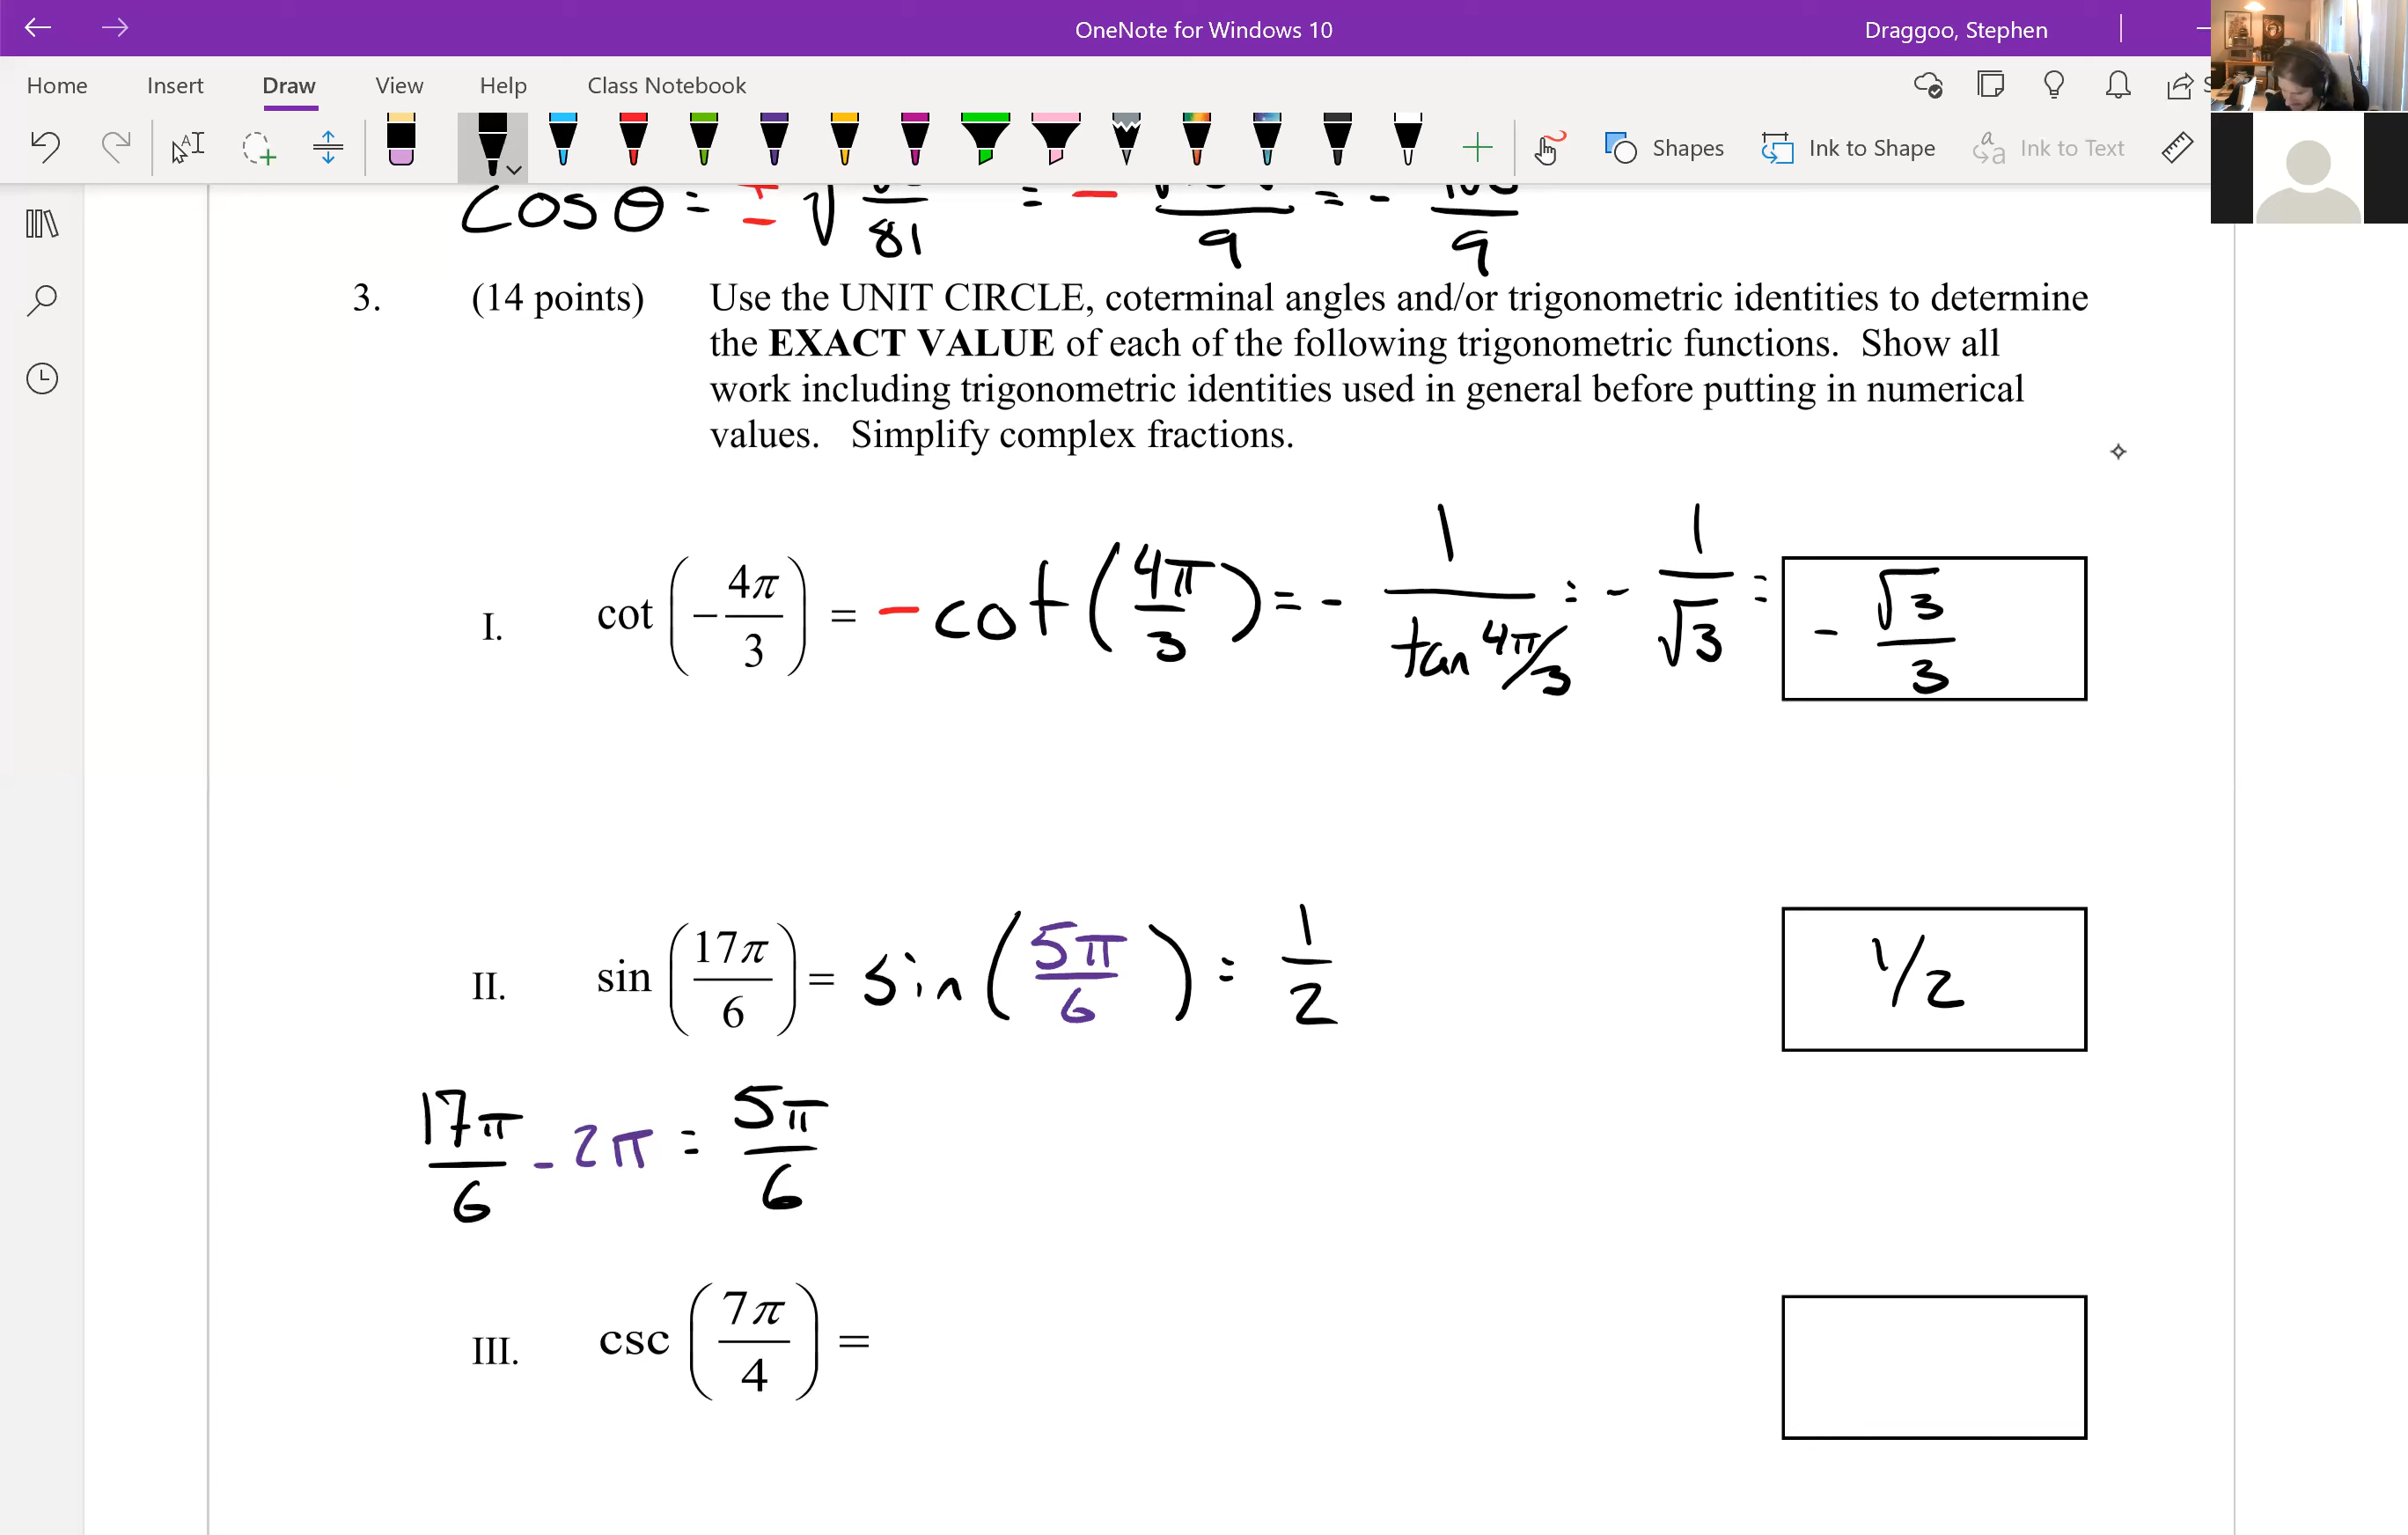 OneNote for Windows 10
Draggoo, Stephen
Home Insert Draw View Help Class Notebook
Shapes Ink to Shape Ink to Text
cos θ = ± √ /81 = - /9 = - /9
3. (14 points) Use the UNIT CIRCLE, coterminal angles and/or trigonometric identities to determine
the EXACT VALUE of each of the following trigonometric functions. Show all
work including trigonometric identities used in general before putting in numerical
values. Simplify complex fractions.
I. cot (-4π/3) = -cot (4π/3) = - 1/tan 4π/3 = - 1/√3 = - √3/3
II. sin (17π/6) = sin (5π/6) = 1/2 1/2
17π/6 - 2π = 5π/6
III. csc (7π/4) =